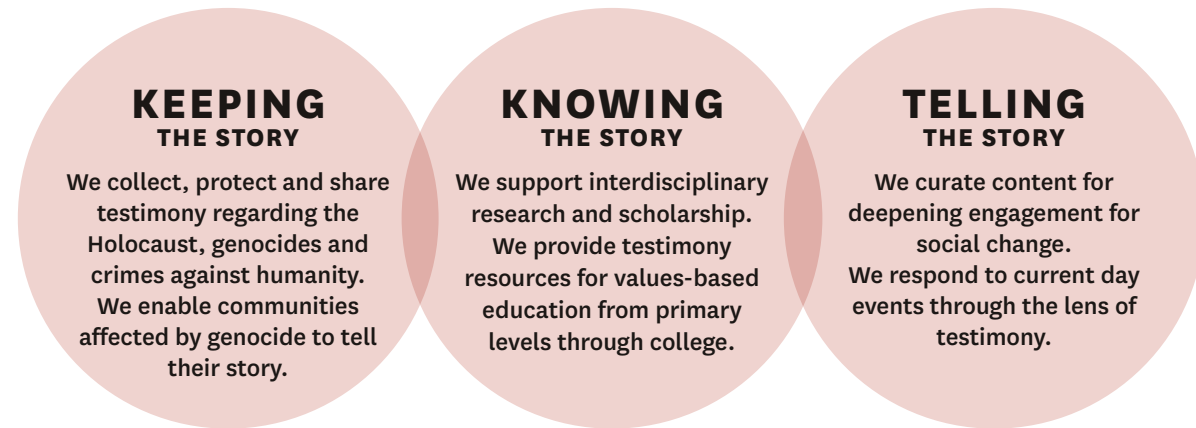 KEEPING
THE STORY
We collect, protect and share
testimony regarding the
Holocaust, genocides and
crimes against humanity.
We enable communities
affected by genocide to tell
their story.
KNOWING
THE STORY
We support interdisciplinary
research and scholarship.
We provide testimony
resources for values-based
education from primary
levels through college.
TELLING
THE STORY
We curate content for
deepening engagement for
social change.
We respond to current day
events through the lens of
testimony.